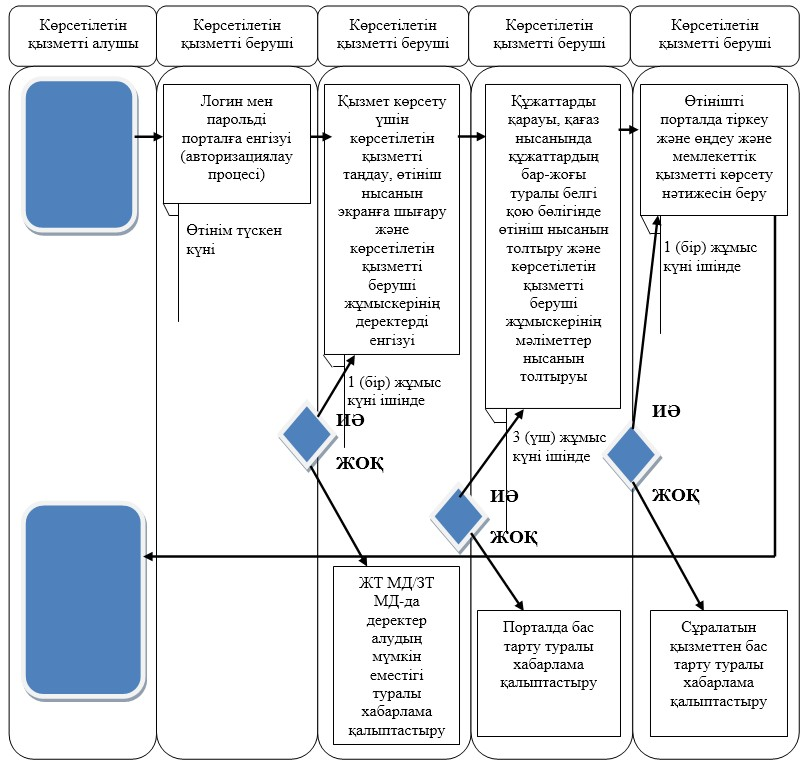 Көрсетілетін
қызметті алушы
Көрсетілетін
қызметті беруші
Көрсетілетін
қызметті беруші
Көрсетілетін
қызметті беруші
Көрсетілетін
қызметті беруші
Логин мен
парольді
порталға енгізуі
(авторизациялау
процесі)
Өтінім түскен
күні
Қызмет көрсету
үшін
көрсетілетін
қызметті
таңдау, өтініш
нысанын
экранға шығару
және
көрсетілетін
қызметті
беруші
жұмыскерінің
деректерді
енгізуі
1 (бір) жұмыс
күні ішінде
ИӘ
ЖОҚ
ЖТ МД/ЗТ
МД-да
деректер
алудың
мүмкін
еместігі
туралы
хабарлама
қалыптастыру
Құжаттарды
қарауы, қағаз
нысанында
құжаттардың
бар-жоғы
туралы белгі
қою бөлігінде
өтініш нысанын
толтыру және
көрсетілетін
қызметті
беруші
жұмыскерінің
мәліметтер
нысанын
толтыруы
3 (үш) жұмыс
күні ішінде
ИӘ
ЖОҚ
Порталда бас
тарту туралы
хабарлама
қалыптастыру
Өтінішті
порталда тіркеу
және өңдеу және
мемлекеттік
қызметті көрсету
нәтижесін беру
1 (бір) жұмыс
күні ішінде
ИӘ
ЖОҚ
Сұралатын
қызметтен бас
тарту туралы
хабарлама
қалыптастыру